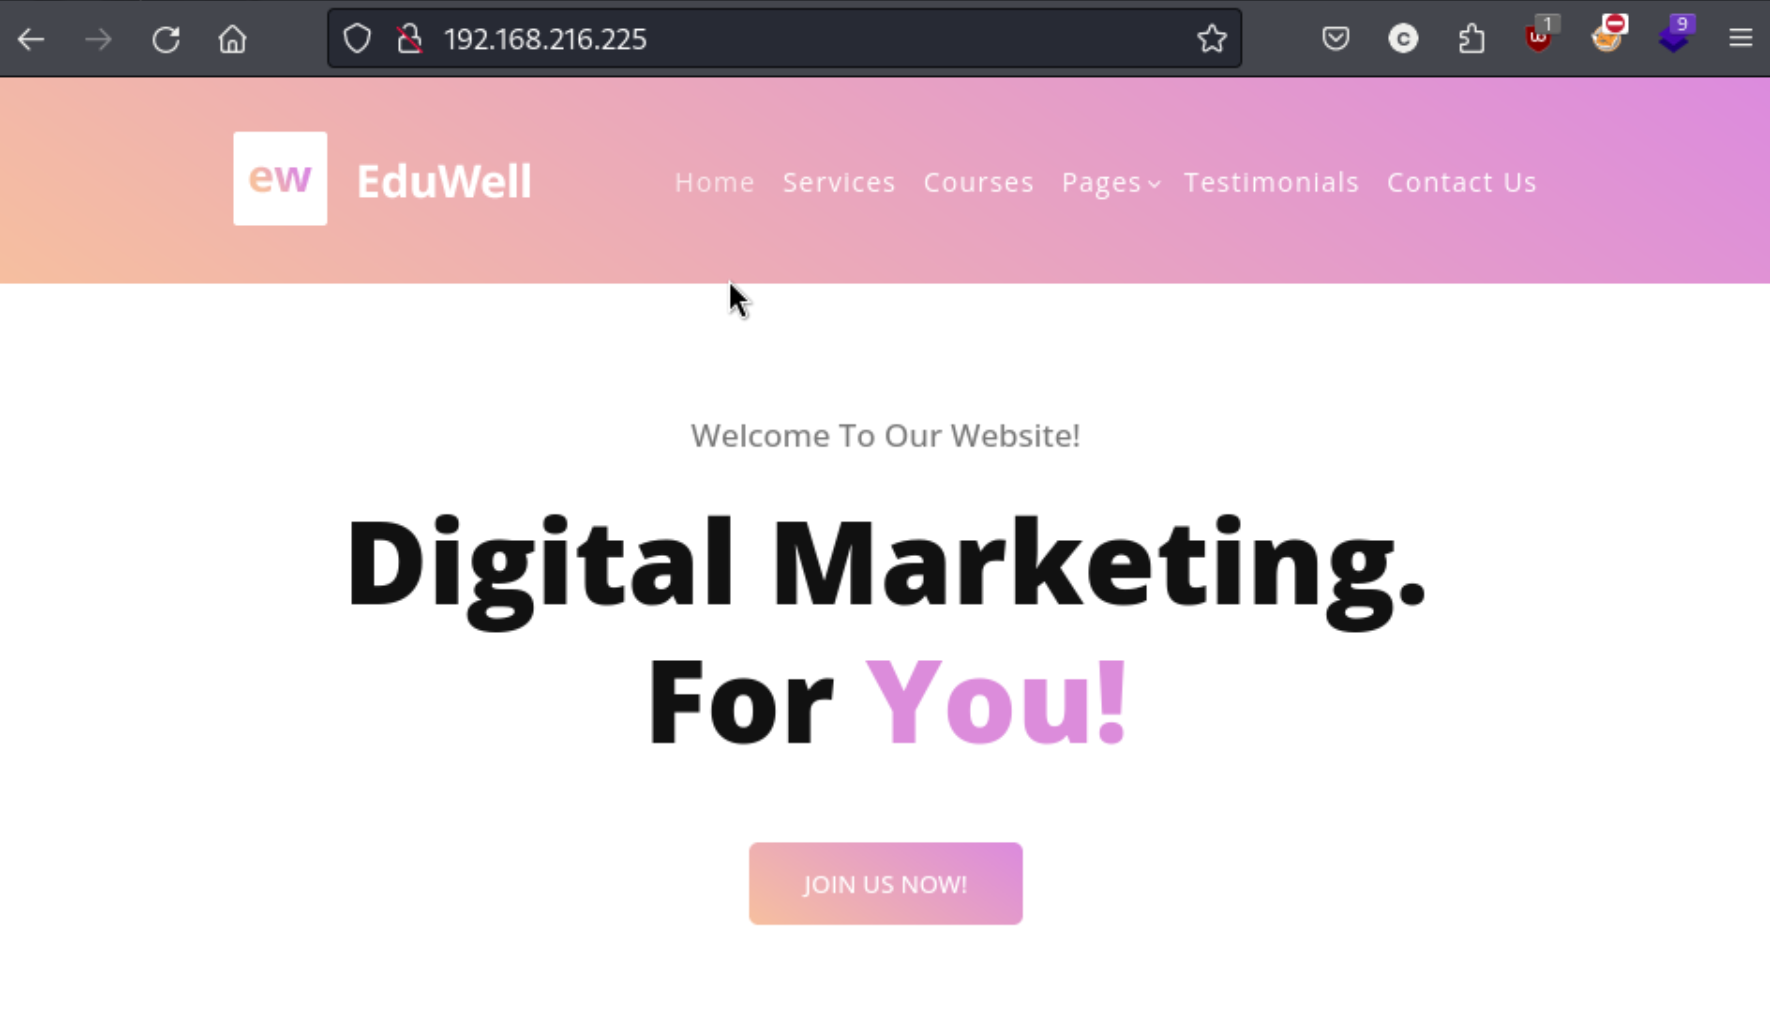 192.168.216.225
1
9
ew EduWell
Home Services Courses Pages Testimonials Contact Us
Welcome To Our Website!
Digital Marketing.
For You!
JOIN US NOW!